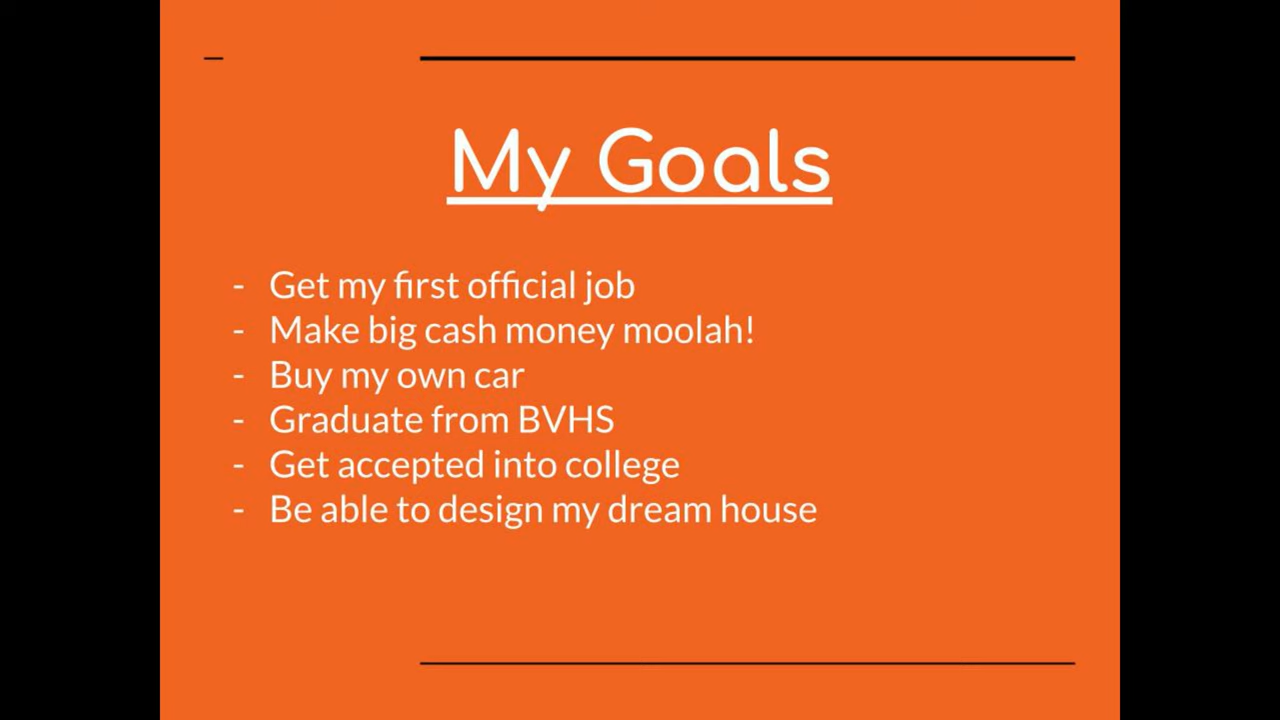 My Goals
- Get my first official job
- Make big cash money moolah!
- Buy my own car
- Graduate from BVHS
- Get accepted into college
- Be able to design my dream house